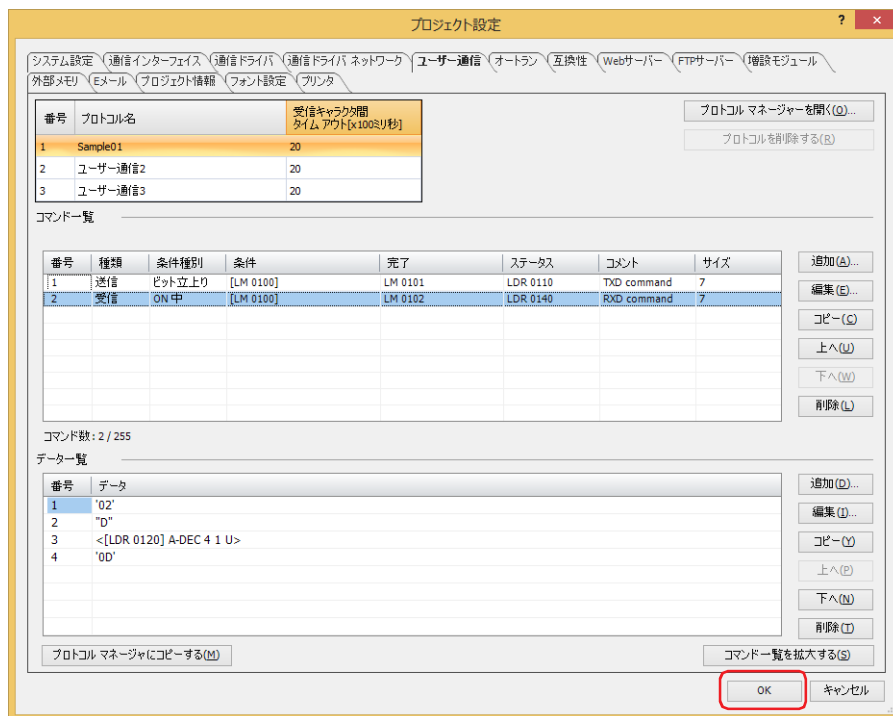 プロジェクト設定
? ×
システム設定 通信インターフェイス 通信ドライバ 通信ドライバ ネットワーク ユーザー通信 オートラン 互換性 Webサーバー FTPサーバー 増設モジュール
外部メモリ Eメール プロジェクト情報 フォント設定 プリンタ
番号 プロトコル名 受信キャラクタ間
タイム アウト[x100ミリ秒]
1 Sample01 20
2 ユーザー通信2 20
3 ユーザー通信3 20
プロトコル マネージャーを開く(O)...
プロトコルを削除する(R)
コマンド一覧
番号 種類 条件種別 条件 完了 ステータス コメント サイズ
1 送信 ビット立上り [LM 0100] LM 0101 LDR 0110 TXD command 7
2 受信 ON 中 [LM 0100] LM 0102 LDR 0140 RXD command 7
追加(A)...
編集(E)...
コピー(C)
上へ(U)
下へ(W)
削除(L)
コマンド数: 2 / 255
データ一覧
番号 データ
1 '02'
2 "D"
3 <[LDR 0120] A-DEC 4 1 U>
4 '0D'
追加(D)...
編集(I)...
コピー(Y)
上へ(P)
下へ(N)
削除(T)
プロトコル マネージャにコピーする(M)
コマンド一覧を拡大する(S)
OK キャンセル